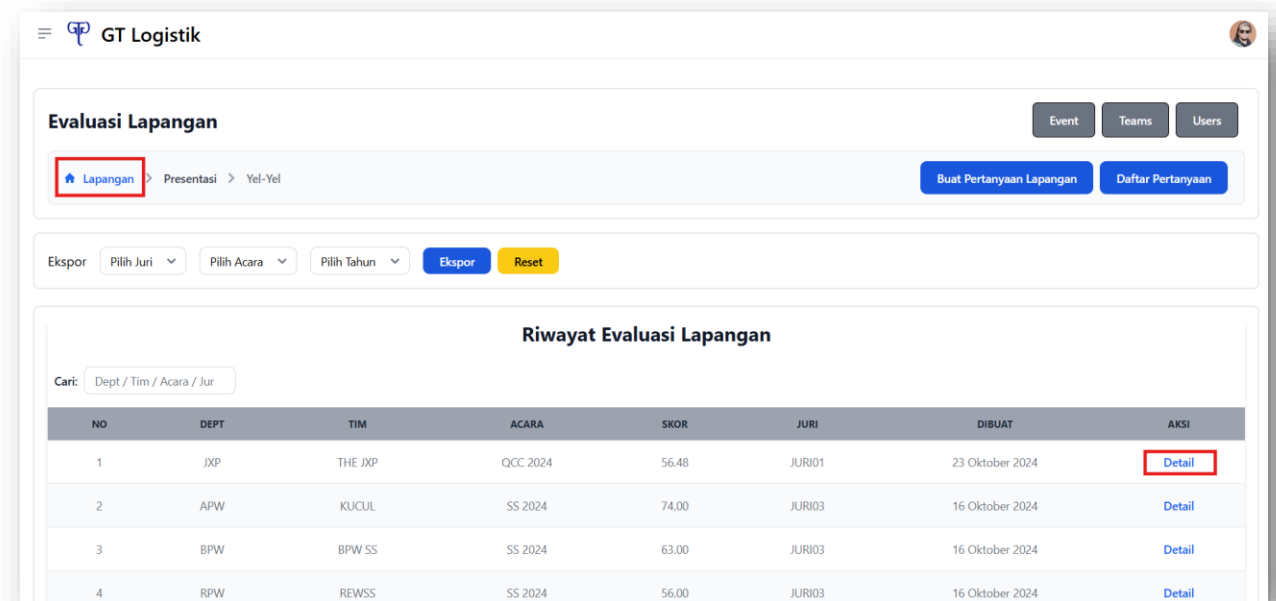 GT Logistik
Evaluasi Lapangan
Event Teams Users
Lapangan > Presentasi > Yel-Yel
Buat Pertanyaan Lapangan Daftar Pertanyaan
Ekspor Pilih Juri Pilih Acara Pilih Tahun Ekspor Reset
Riwayat Evaluasi Lapangan
Cari: Dept / Tim / Acara / Jur
NO DEPT TIM ACARA SKOR JURI DIBUAT AKSI
1 JXP THE JXP QCC 2024 56.48 JURI01 23 Oktober 2024 Detail
2 APW KUCUL SS 2024 74.00 JURI03 16 Oktober 2024 Detail
3 BPW BPW SS SS 2024 63.00 JURI03 16 Oktober 2024 Detail
4 RPW REWSS SS 2024 56.00 JURI03 16 Oktober 2024 Detail